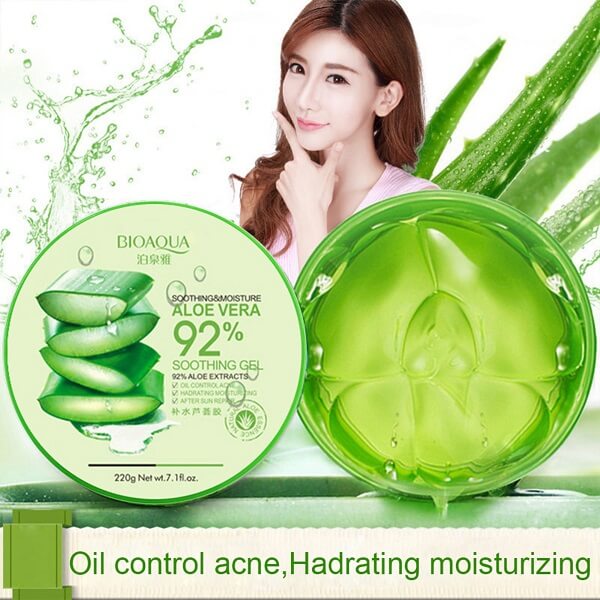 BIOAQUA
泊泉雅
SOOTHING&MOISTURE
ALOE VERA
92%
SOOTHING GEL
92% ALOE EXTRACTS
OIL CONTROL ACNE
HADRATING MOISTURIZING
AFTER SUN REPAIR
补水芦荟胶
220g Net wt.7.1fl.oz.
Oil control acne,Hadrating moisturizing